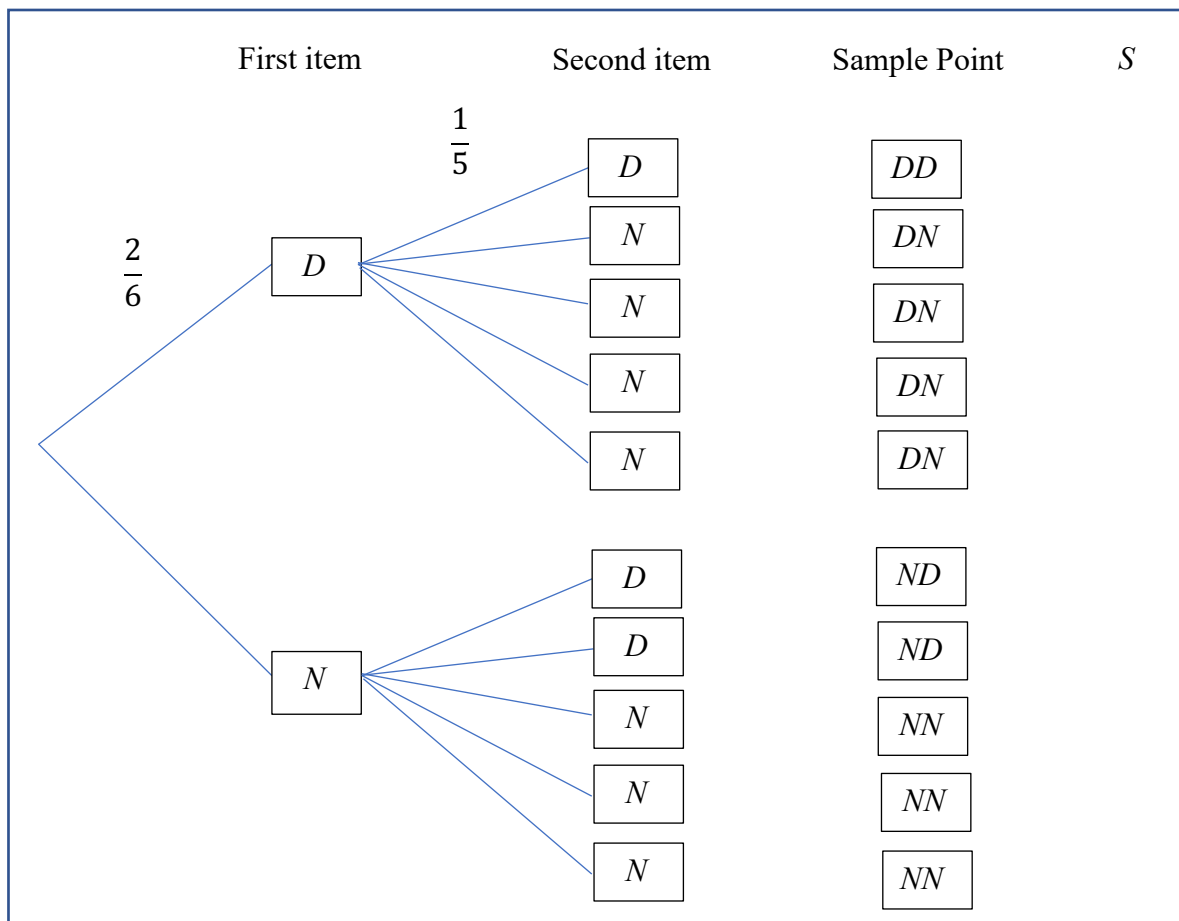 First item Second item Sample Point S
1/5
D DD
N DN
2/6 D
N DN
N DN
N DN
D ND
D ND
N
N NN
N NN
N NN